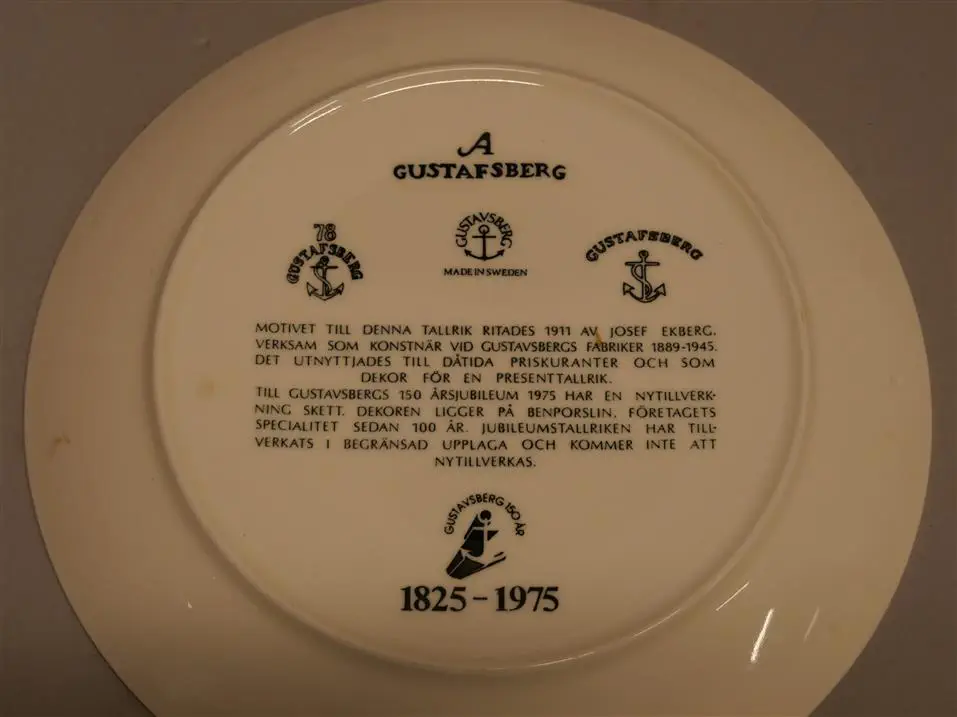 A
GUSTAFSBERG
78
GUSTAFSBERG
GUSTAVSBERG
MADE IN SWEDEN
GUSTAFSBERG
MOTIVET TILL DENNA TALLRIK RITADES 1911 AV JOSEF EKBERG,
VERKSAM SOM KONSTNÄR VID GUSTAVSBERGS FABRIKER 1889-1945.
DET UTNYTTJADES TILL DÅTIDA PRISKURANTER OCH SOM
DEKOR FÖR EN PRESENTTALLRIK.
TILL GUSTAVSBERGS 150 ÅRSJUBILEUM 1975 HAR EN NYTILLVERK-
NING SKETT. DEKOREN LIGGER PÅ BENPORSLIN, FÖRETAGETS
SPECIALITET SEDAN 100 ÅR. JUBILEUMSTALLRIKEN HAR TILL-
VERKATS I BEGRÄNSAD UPPLAGA OCH KOMMER INTE ATT
NYTILLVERKAS.
GUSTAVSBERG 150 ÅR
1825 - 1975